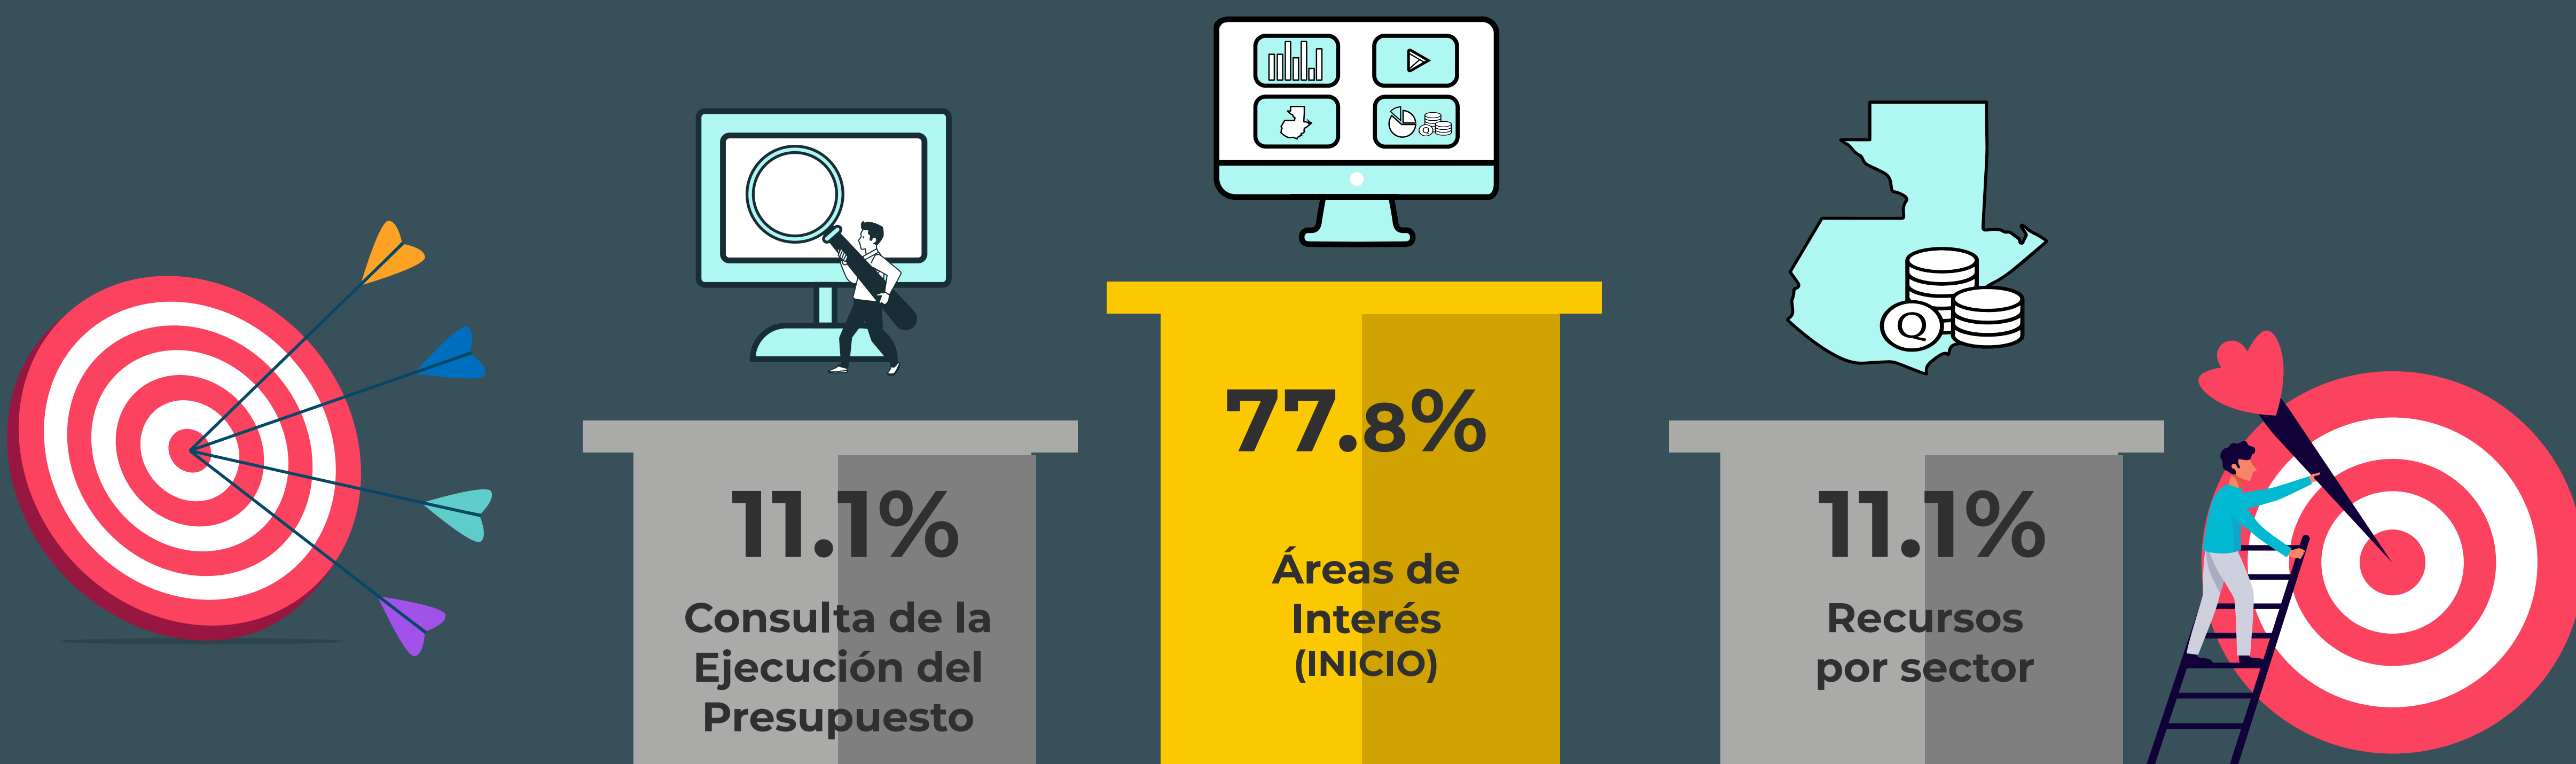 11.1%
Consulta de la
Ejecución del
Presupuesto
77.8%
Áreas de
Interés
(INICIO)
Q
11.1%
Recursos
por sector